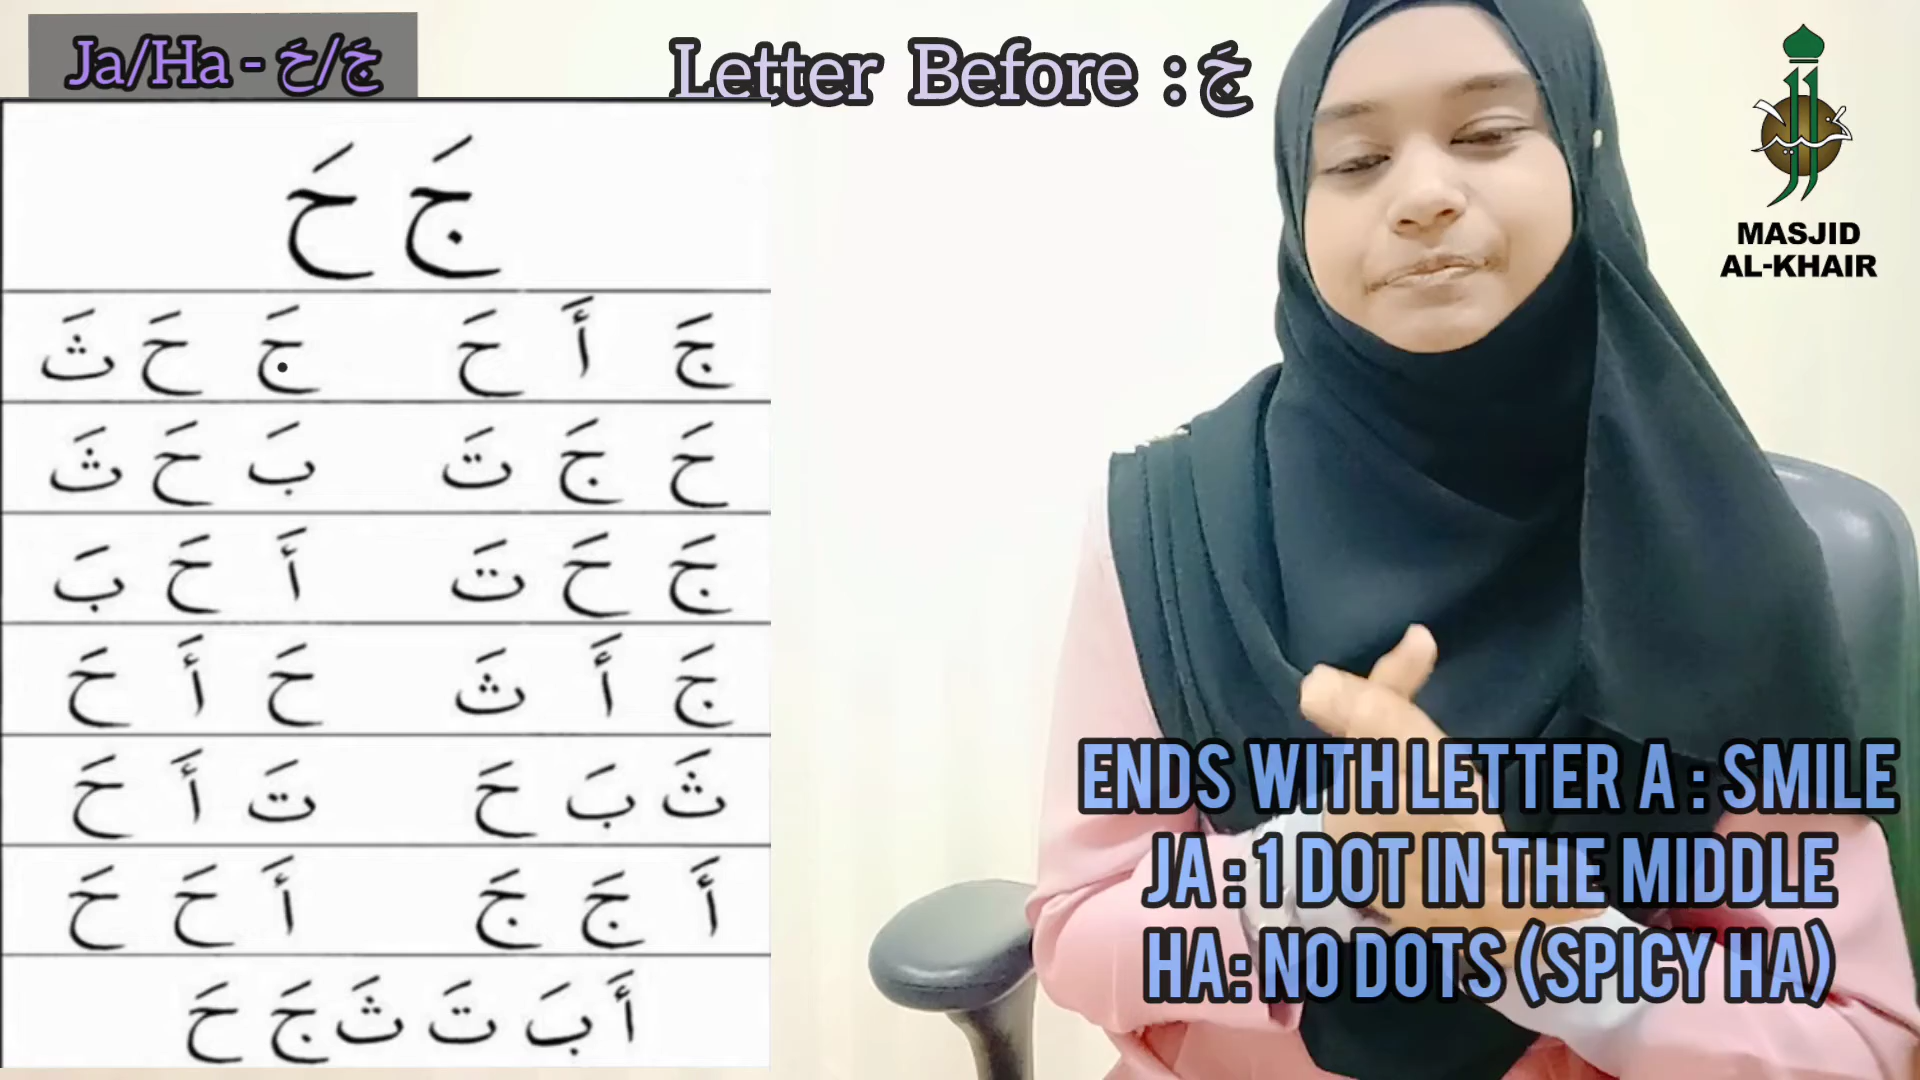 Ja/Ha - جَ/حَ
Letter Before : جَ
MASJID
AL-KHAIR
جَ حَ
جَ أَ حَ جَ حَ ثَ
حَ جَ تَ بَ حَ ثَ
جَ حَ تَ أَ حَ بَ
جَ أَ ثَ حَ أَ حَ
ثَ بَ حَ تَ أَ حَ
أَ جَ جَ أَ حَ حَ
أَ بَ تَ ثَ جَ حَ
ENDS WITH LETTER A : SMILE
JA : 1 DOT IN THE MIDDLE
HA : NO DOTS (SPICY HA)